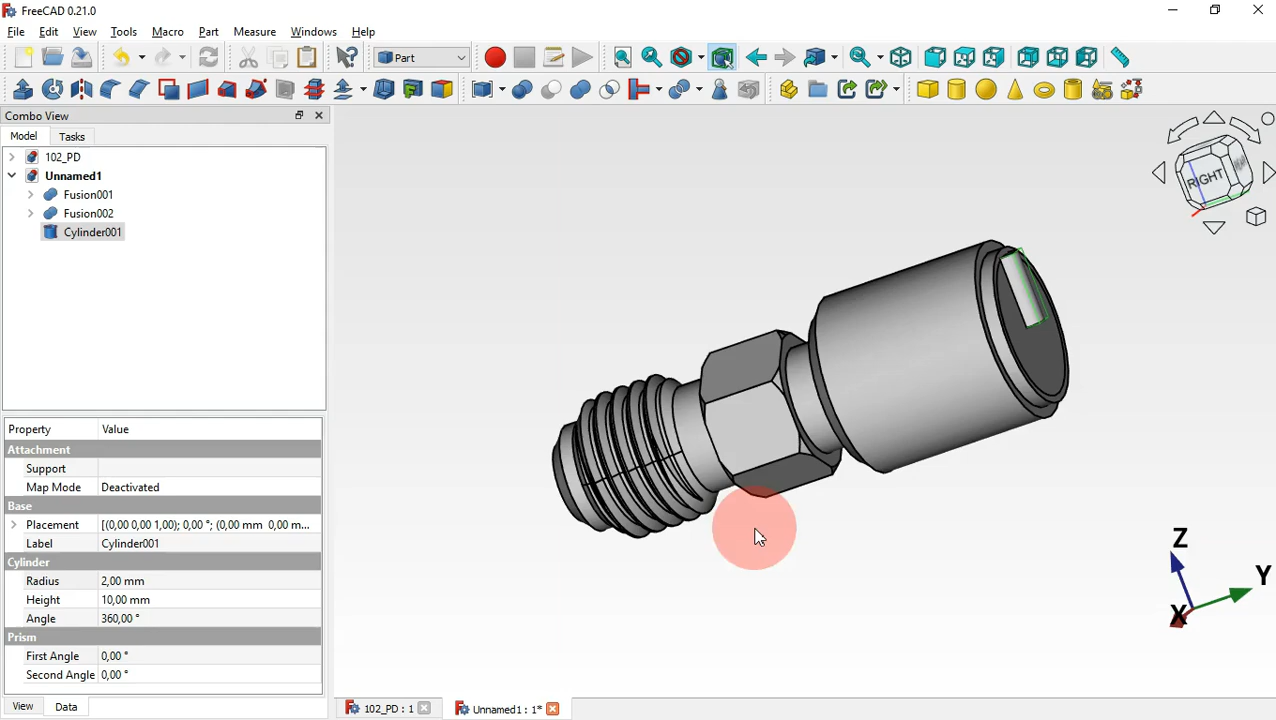 FreeCAD 0.21.0
File Edit View Tools Macro Part Measure Windows Help
Part
Combo View
Model Tasks
102_PD
Unnamed1
Fusion001
Fusion002
Cylinder001
Property Value
Attachment
Support
Map Mode Deactivated
Base
Placement [(0,00 0,00 1,00); 0,00 °; (0,00 mm 0,00 m...
Label Cylinder001
Cylinder
Radius 2,00 mm
Height 10,00 mm
Angle 360,00 °
Prism
First Angle 0,00 °
Second Angle 0,00 °
View Data
RIGHT
Z
Y
X
102_PD : 1
Unnamed1 : 1*